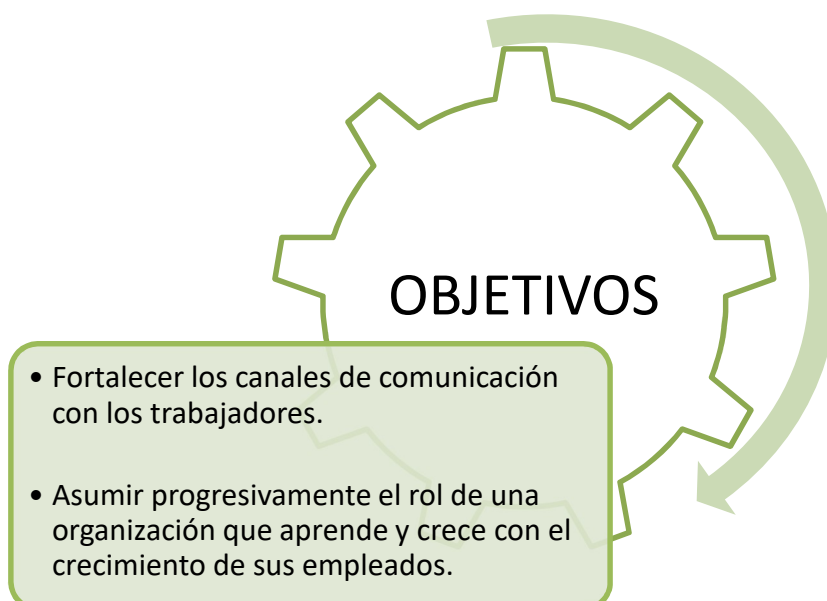 OBJETIVOS
• Fortalecer los canales de comunicación
con los trabajadores.
• Asumir progresivamente el rol de una
organización que aprende y crece con el
crecimiento de sus empleados.